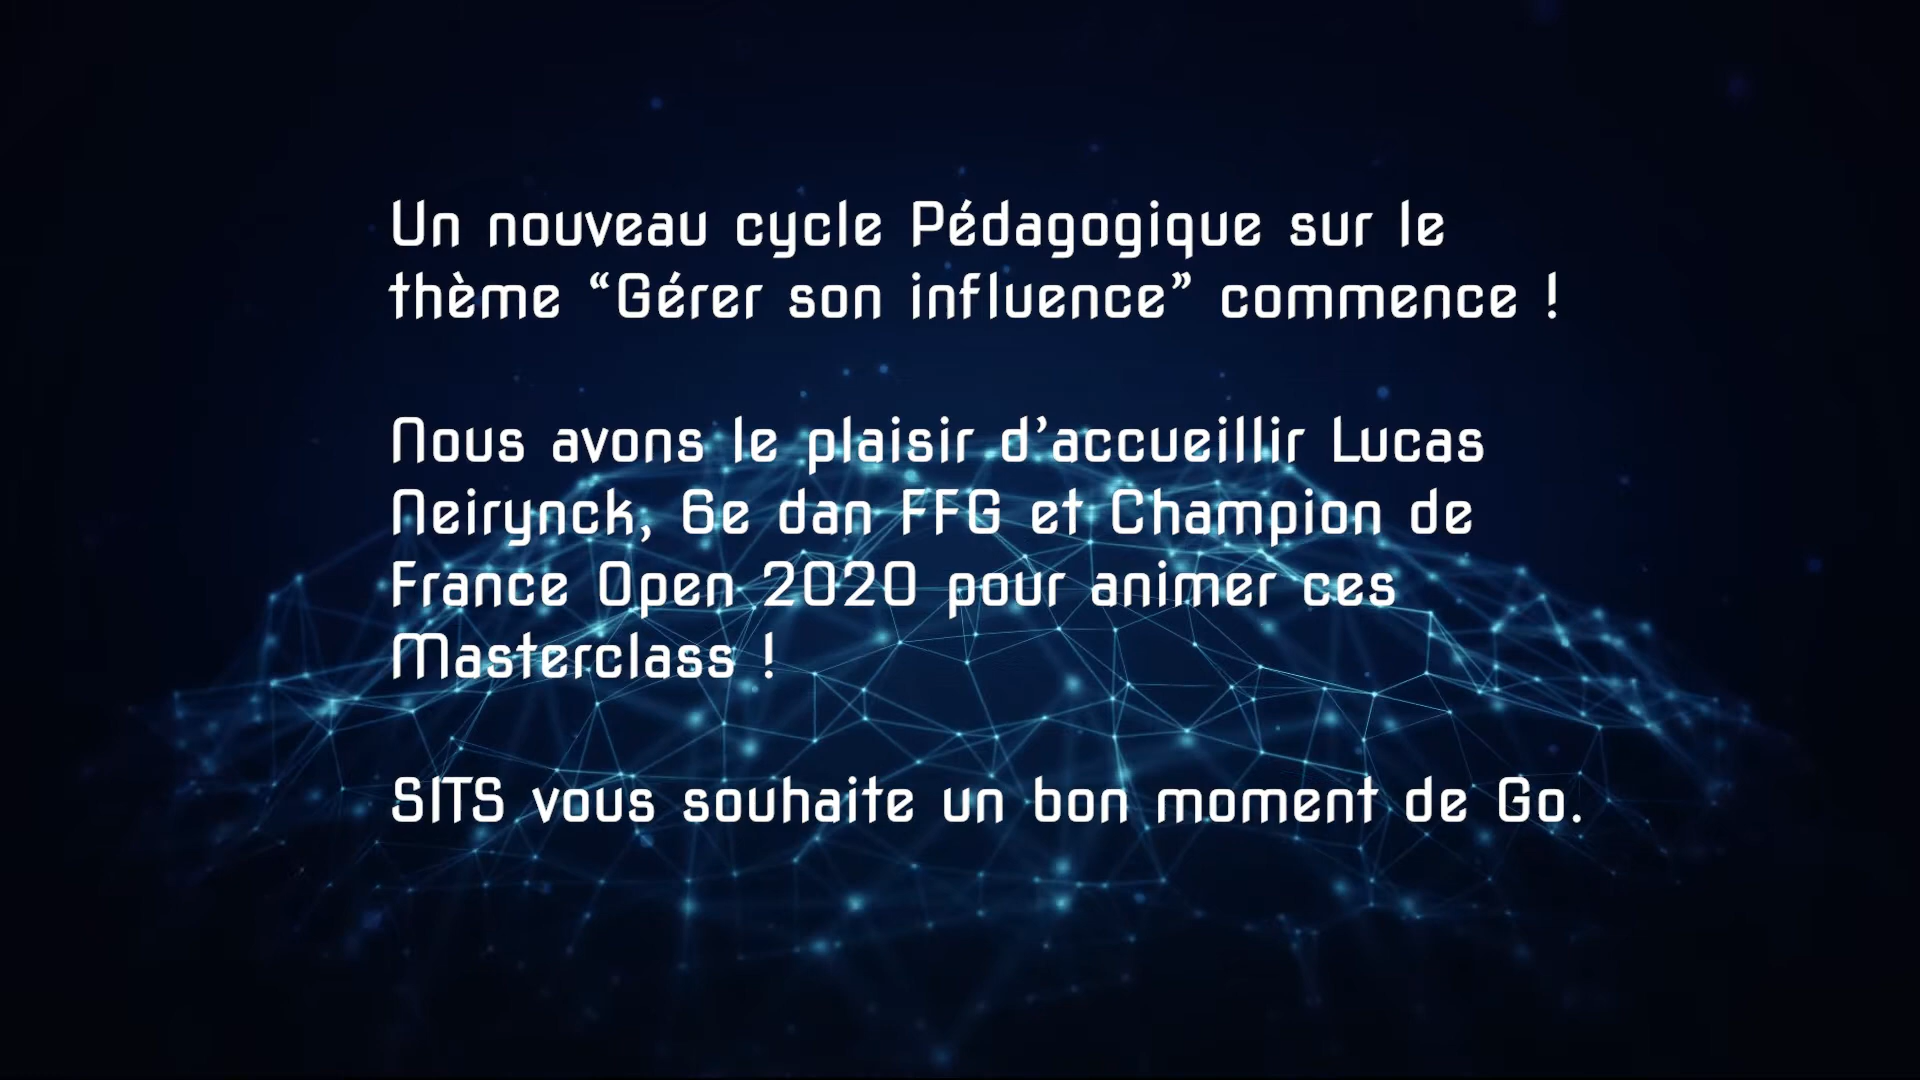 Un nouveau cycle Pédagogique sur le
thème “Gérer son influence” commence !
Nous avons le plaisir d’accueillir Lucas
Neirynck, 6e dan FFG et Champion de
France Open 2020 pour animer ces
Masterclass !
SITS vous souhaite un bon moment de Go.